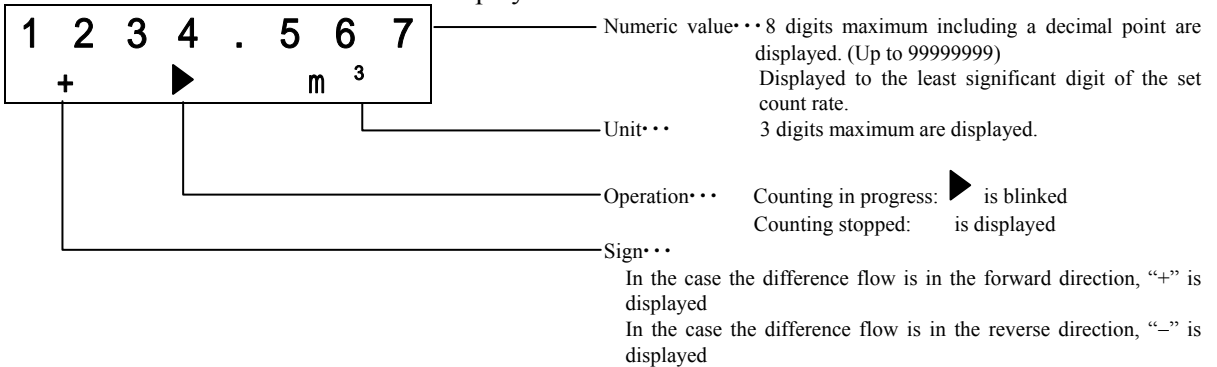 1 2 3 4 . 5 6 7
+ ▶ m ³
Numeric value・・・8 digits maximum including a decimal point are
displayed. (Up to 99999999)
Displayed to the least significant digit of the set
count rate.
Unit・・・ 3 digits maximum are displayed.
Operation・・・ Counting in progress: ▶ is blinked
Counting stopped: is displayed
Sign・・・
In the case the difference flow is in the forward direction, “+” is
displayed
In the case the difference flow is in the reverse direction, “–” is
displayed